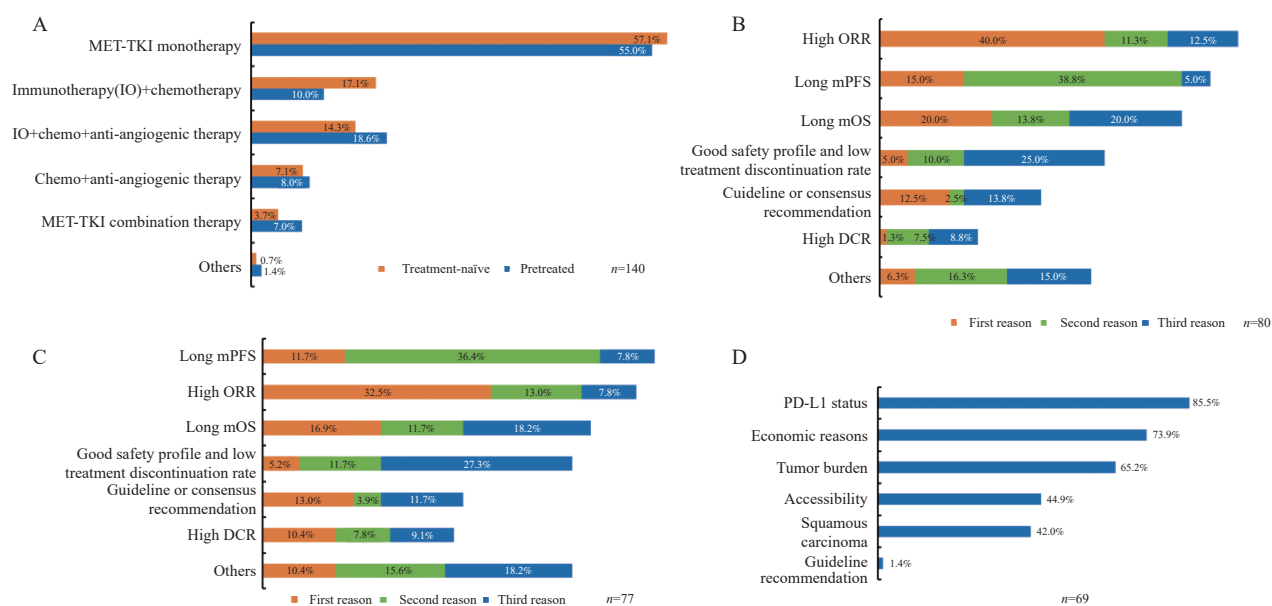 A
MET-TKI monotherapy
57.1%
55.0%
Immunotherapy(IO)+chemotherapy
17.1%
10.0%
IO+chemo+anti-angiogenic therapy
14.3%
18.6%
Chemo+anti-angiogenic therapy
7.1%
8.0%
MET-TKI combination therapy
3.7%
7.0%
Others
0.7%
1.4%
Treatment-naïve Pretreated n=140
B
High ORR
40.0% 11.3% 12.5%
Long mPFS
15.0% 38.8% 5.0%
Long mOS
20.0% 13.8% 20.0%
Good safety profile and low
treatment discontinuation rate
5.0% 10.0% 25.0%
Cuideline or consensus
recommendation
12.5% 2.5% 13.8%
High DCR
1.3% 7.5% 8.8%
Others
6.3% 16.3% 15.0%
First reason Second reason Third reason n=80
C
Long mPFS
11.7% 36.4% 7.8%
High ORR
32.5% 13.0% 7.8%
Long mOS
16.9% 11.7% 18.2%
Good safety profile and low
treatment discontinuation rate
5.2% 11.7% 27.3%
Guideline or consensus
recommendation
13.0% 3.9% 11.7%
High DCR
10.4% 7.8% 9.1%
Others
10.4% 15.6% 18.2%
First reason Second reason Third reason n=77
D
PD-L1 status
85.5%
Economic reasons
73.9%
Tumor burden
65.2%
Accessibility
44.9%
Squamous
carcinoma
42.0%
Guideline
recommendation
1.4%
n=69